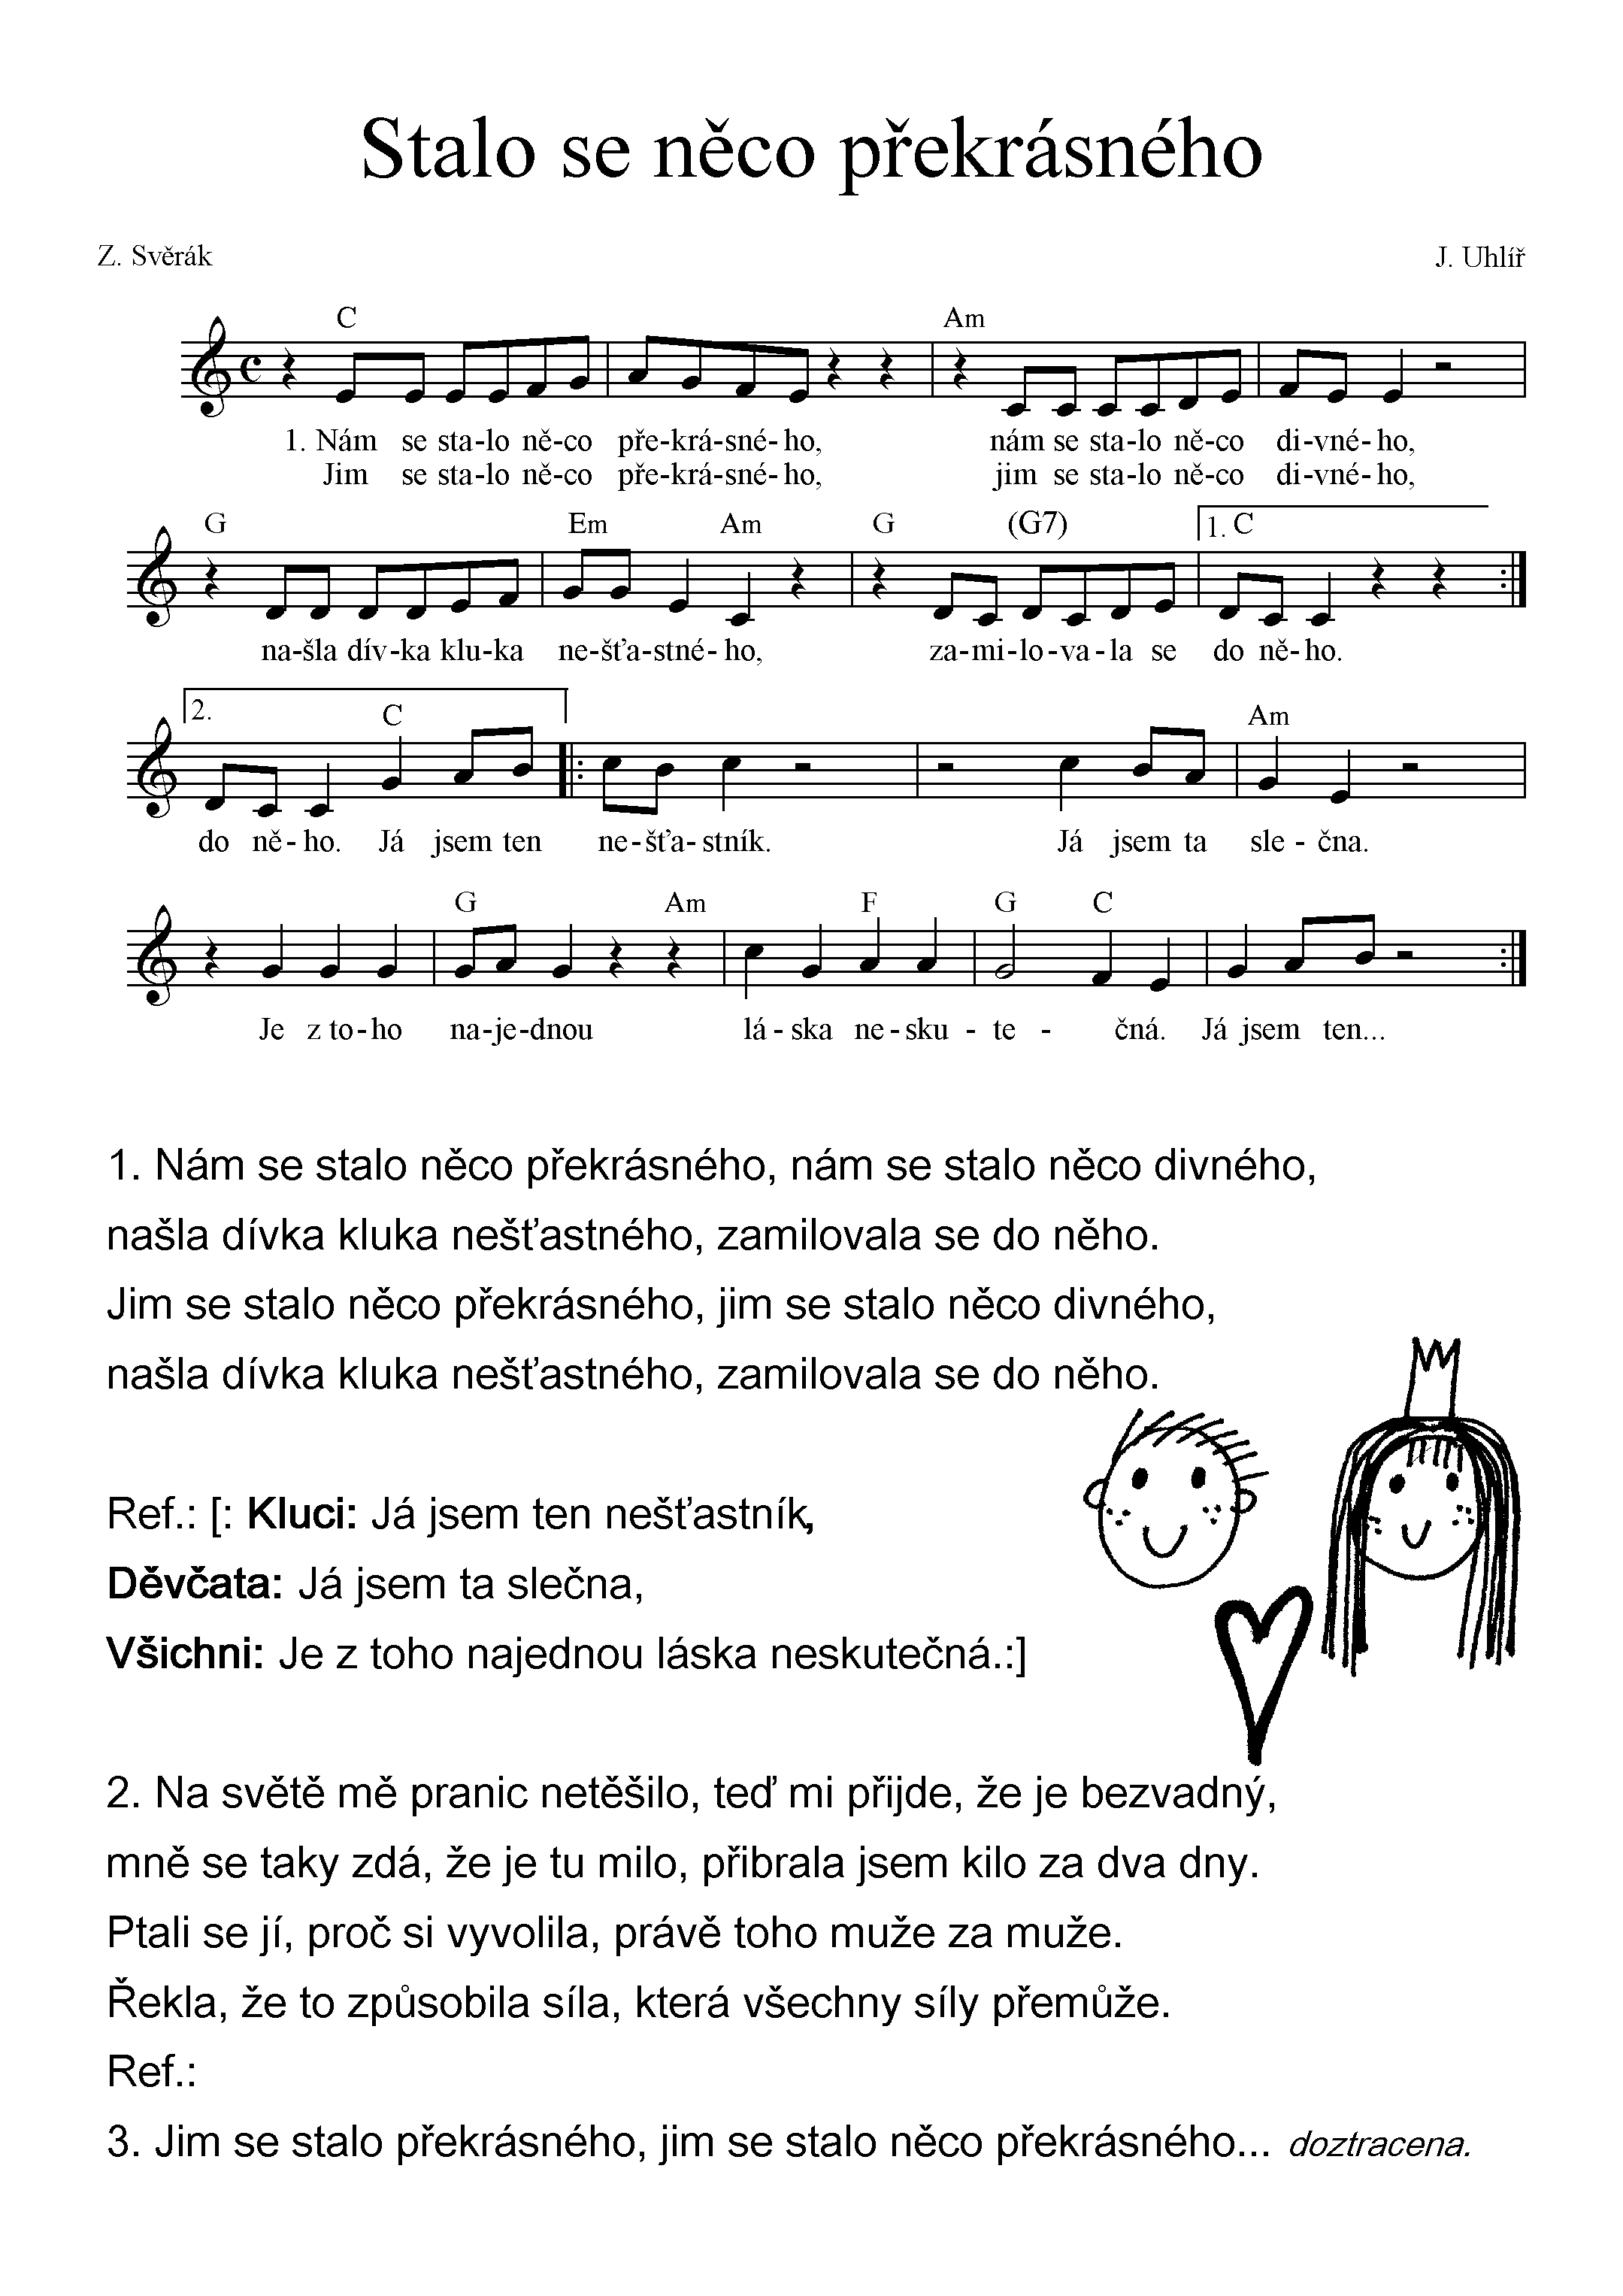 Stalo se něco překrásného
Z. Svěrák
J. Uhlíř
C Am
1. Nám se sta-lo ně-co pře-krá-sné-ho, nám se sta-lo ně-co di-vné-ho,
Jim se sta-lo ně-co pře-krá-sné-ho, jim se sta-lo ně-co di-vné-ho,
G Em Am G (G7) 1. C
na-šla dív-ka klu-ka ne-šťa-stné-ho, za-mi-lo-va-la se do ně-ho.
2. C Am
do ně-ho. Já jsem ten ne-šťa-stník. Já jsem ta sle-čna.
G Am F G C
Je z to-ho na-je-dnou lá-ska ne-sku-te-čná. Já jsem ten...
1. Nám se stalo něco překrásného, nám se stalo něco divného,
našla dívka kluka nešťastného, zamilovala se do něho.
Jim se stalo něco překrásného, jim se stalo něco divného,
našla dívka kluka nešťastného, zamilovala se do něho.
Ref.: [: Kluci: Já jsem ten nešťastník,
Děvčata: Já jsem ta slečna,
Všichni: Je z toho najednou láska neskutečná.:]
2. Na světě mě pranic netěšilo, teď mi přijde, že je bezvadný,
mně se taky zdá, že je tu milo, přibrala jsem kilo za dva dny.
Ptali se jí, proč si vyvolila, právě toho muže za muže.
Řekla, že to způsobila síla, která všechny síly přemůže.
Ref.:
3. Jim se stalo překrásného, jim se stalo něco překrásného... doztracena.